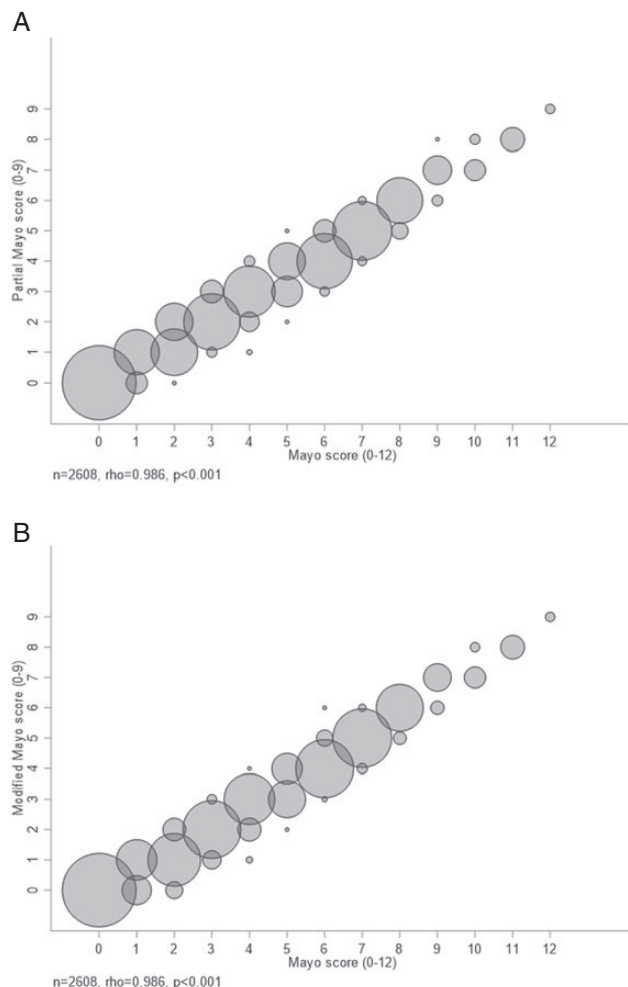 A
Partial Mayo score (0-9)
9
8
7
6
5
4
3
2
1
0
0 1 2 3 4 5 6 7 8 9 10 11 12
Mayo score (0-12)
n=2608, rho=0.986, p<0.001
B
Modified Mayo score (0-9)
9
8
7
6
5
4
3
2
1
0
0 1 2 3 4 5 6 7 8 9 10 11 12
Mayo score (0-12)
n=2608, rho=0.986, p<0.001